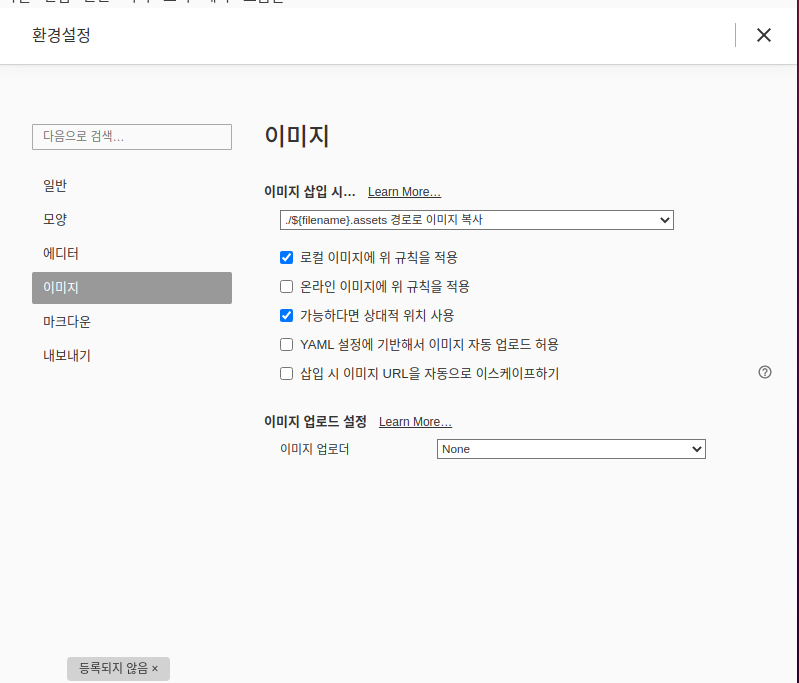 환경설정
다음으로 검색…
일반
모양
에디터
이미지
마크다운
내보내기
이미지
이미지 삽입 시… Learn More…
./${filename}.assets 경로로 이미지 복사
로컬 이미지에 위 규칙을 적용
온라인 이미지에 위 규칙을 적용
가능하다면 상대적 위치 사용
YAML 설정에 기반해서 이미지 자동 업로드 허용
삽입 시 이미지 URL을 자동으로 이스케이프하기
이미지 업로드 설정 Learn More…
이미지 업로더 None
등록되지 않음 ×